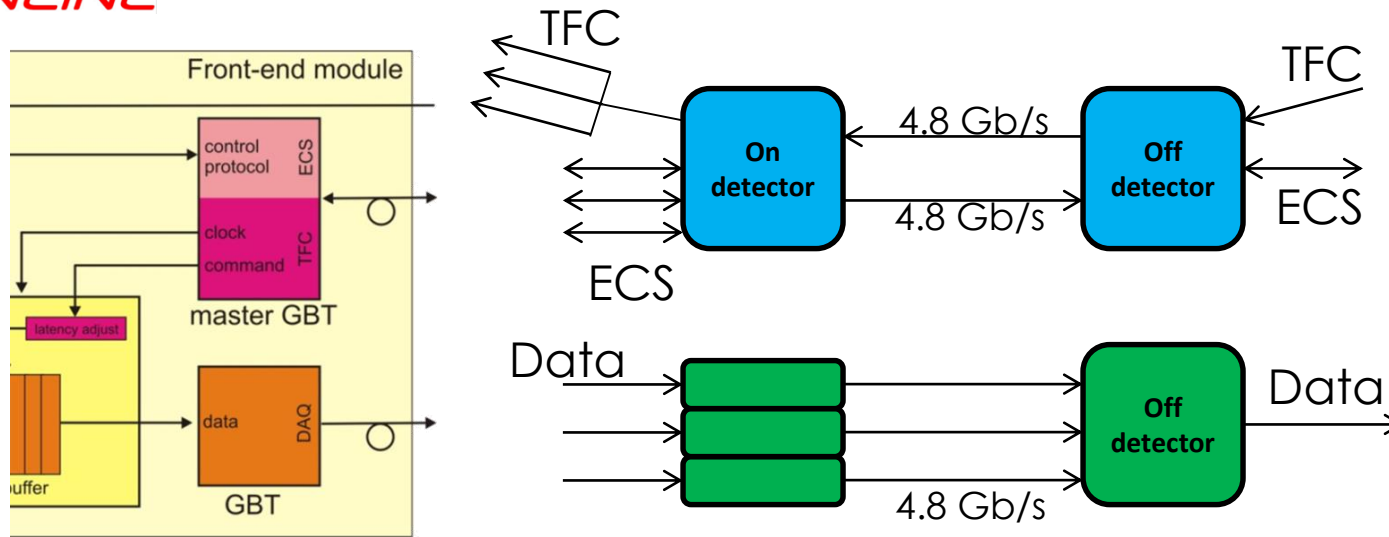 Front-end module
control
protocol
ECS
clock
command
TFC
master GBT
latency adjust
data
DAQ
GBT
TFC
TFC
4.8 Gb/s
On
detector
Off
detector
4.8 Gb/s
ECS
ECS
Data
Off
detector
Data
4.8 Gb/s